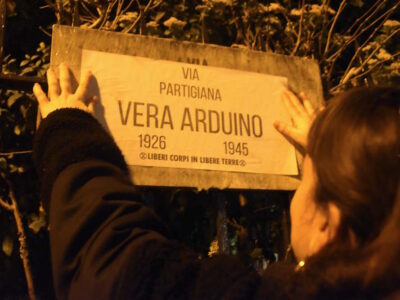 VIA
PARTIGIANA
VERA ARDUINO
1926 1945
LIBERI CORPI IN LIBERE TERRE